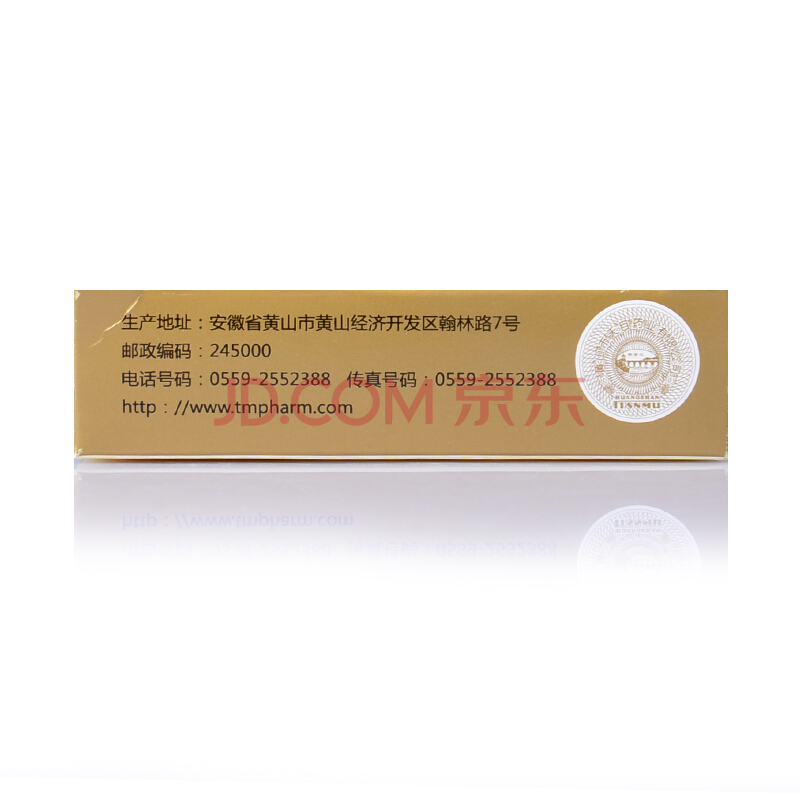 生产地址：安徽省黄山市黄山经济开发区翰林路7号
邮政编码：245000
电话号码：0559-2552388 传真号码：0559-2552388
http：//www.tmpharm.com
JD.COM 京东
HUANGSHAN
TIANMU